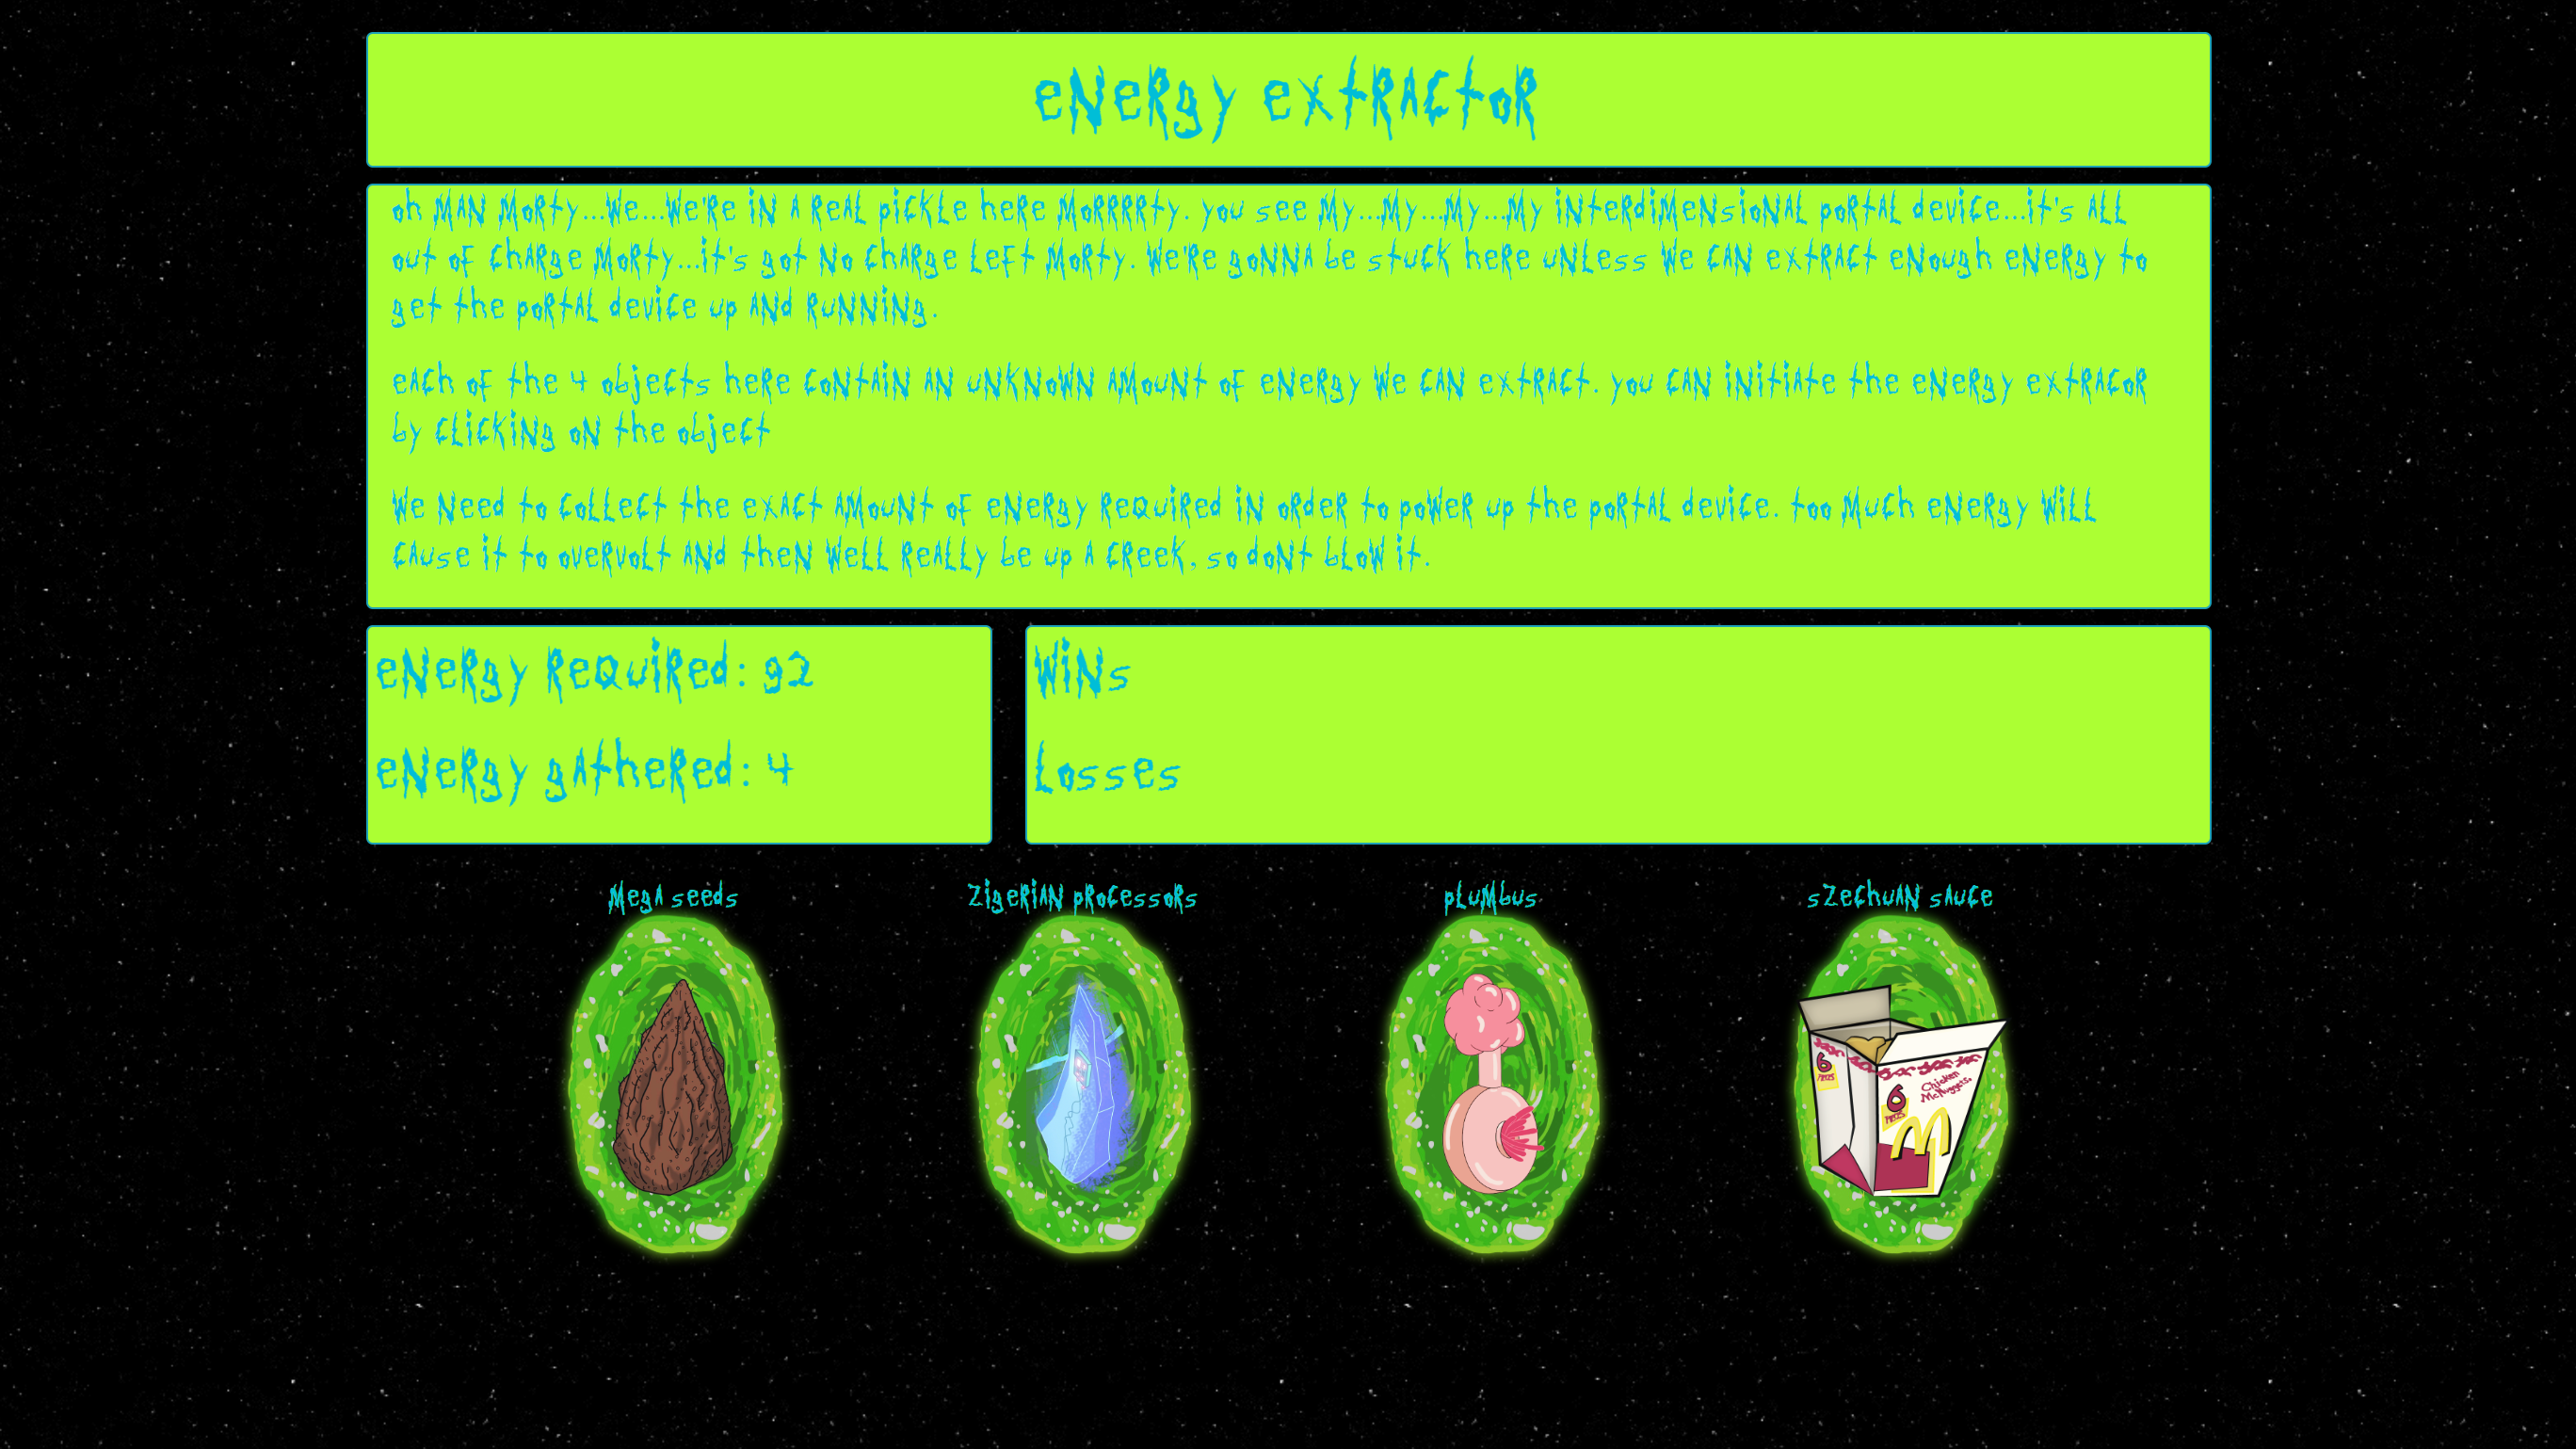 energy extractor
oh man morty...we...we're in a real pickle here morrrrty. you see my...my...my...my interdimensional portal device...it's all
out of charge morty...it's got no charge left morty. we're gonna be stuck here unless we can extract enough energy to
get the portal device up and running.
each of the 4 objects here contain an unknown amount of energy we can extract. you can initiate the energy extracor
by clicking on the object
we need to collect the exact amount of energy required in order to power up the portal device. too much energy will
cause it to overvolt and then well really be up a creek, so dont blow it.
energy required: 92
energy gathered: 4
wins
losses
mega seeds
zigerian processors
plumbus
szechuan sauce
6
PIECES
6
PIECES
Chicken
McNuggets.